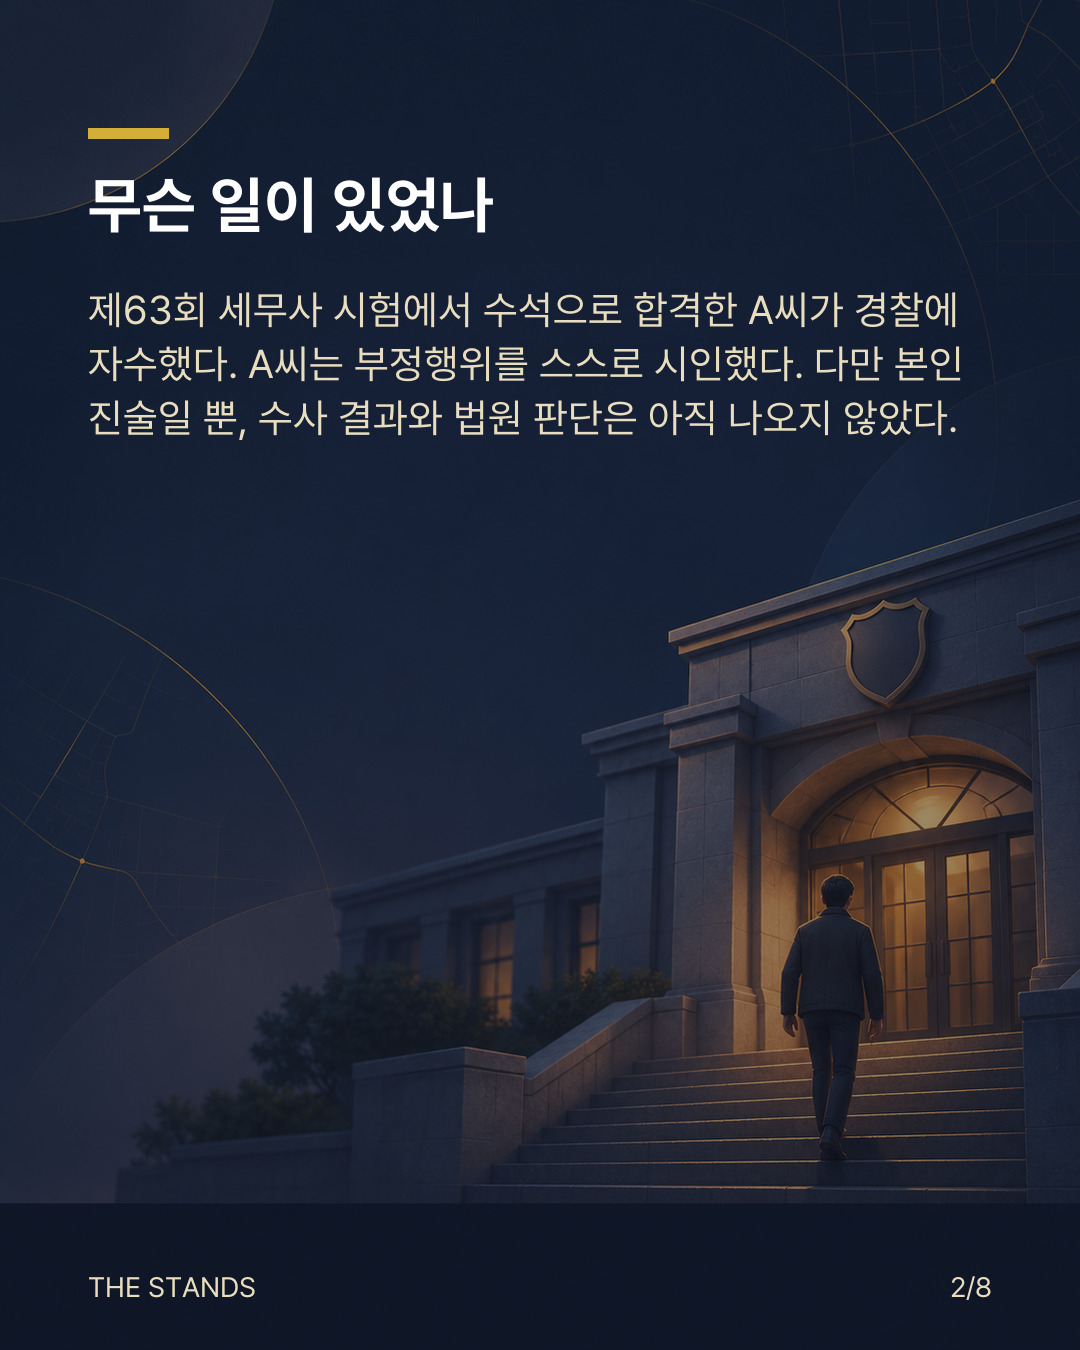 무슨 일이 있었나
제63회 세무사 시험에서 수석으로 합격한 A씨가 경찰에
자수했다. A씨는 부정행위를 스스로 시인했다. 다만 본인
진술일 뿐, 수사 결과와 법원 판단은 아직 나오지 않았다.
THE STANDS
2/8